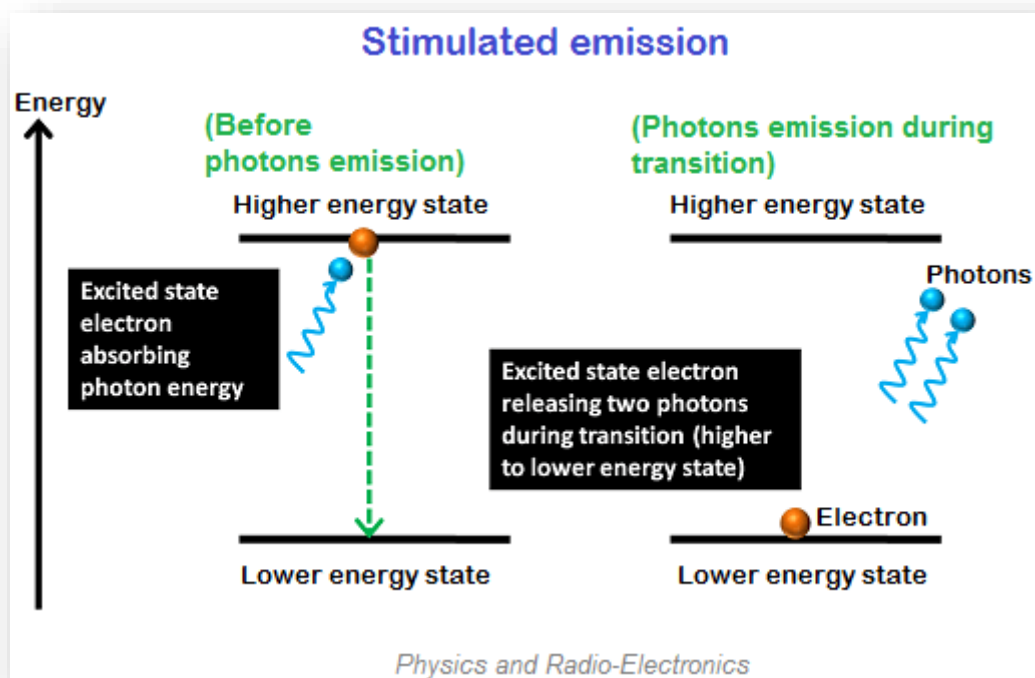 Stimulated emission
Energy
(Before
photons emission)
(Photons emission during
transition)
Higher energy state
Higher energy state
Photons
Excited state
electron
absorbing
photon energy
Excited state electron
releasing two photons
during transition (higher
to lower energy state)
Electron
Lower energy state
Lower energy state
Physics and Radio-Electronics